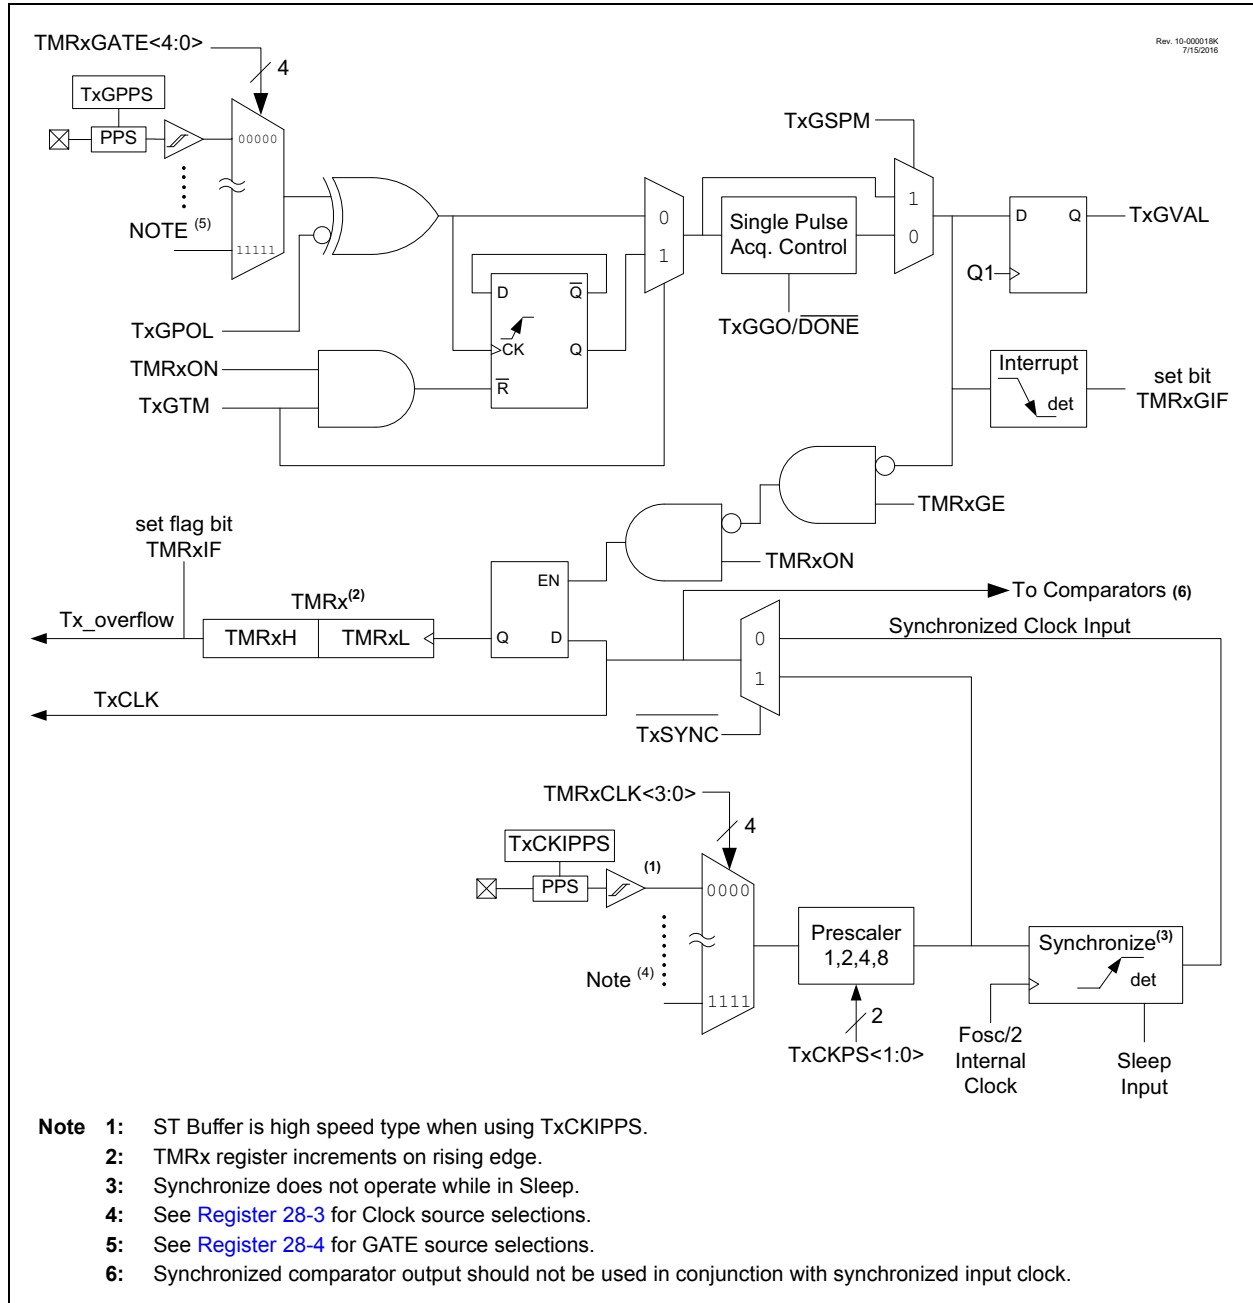 TMRxGATE<4:0>
4
Rev. 10-000018K
7/15/2016
TxGPPS
PPS
00000
NOTE (5)
11111
TxGPOL
TMRxON
TxGTM
D
Q
CK
Q
R
0
1
TxGSPM
Single Pulse
Acq. Control
TxGGO/DONE
1
0
D
Q
Q1
TxGVAL
Interrupt
det
set bit
TMRxGIF
TMRxGE
TMRxON
set flag bit
TMRxIF
Tx_overflow
TMRx(2)
TMRxH
TMRxL
EN
Q
D
To Comparators (6)
Synchronized Clock Input
0
1
TxCLK
TxSYNC
TMRxCLK<3:0>
4
TxCKIPPS
PPS
(1)
0000
Note (4)
1111
Prescaler
1,2,4,8
2
TxCKPS<1:0>
Synchronize(3)
det
Fosc/2
Internal
Clock
Sleep
Input
Note 1: ST Buffer is high speed type when using TxCKIPPS.
2: TMRx register increments on rising edge.
3: Synchronize does not operate while in Sleep.
4: See Register 28-3 for Clock source selections.
5: See Register 28-4 for GATE source selections.
6: Synchronized comparator output should not be used in conjunction with synchronized input clock.